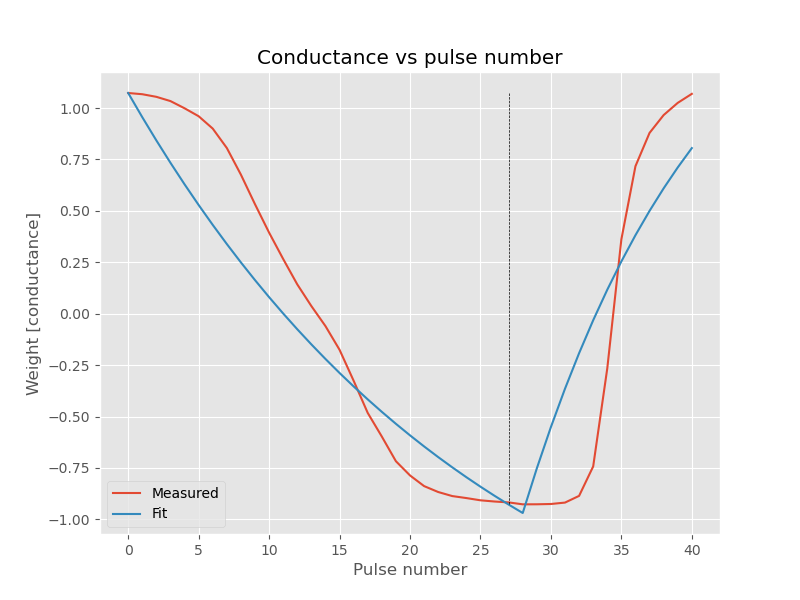 Conductance vs pulse number
Weight [conductance]
1.00
0.75
0.50
0.25
0.00
−0.25
−0.50
−0.75
−1.00
Measured
Fit
0 5 10 15 20 25 30 35 40
Pulse number